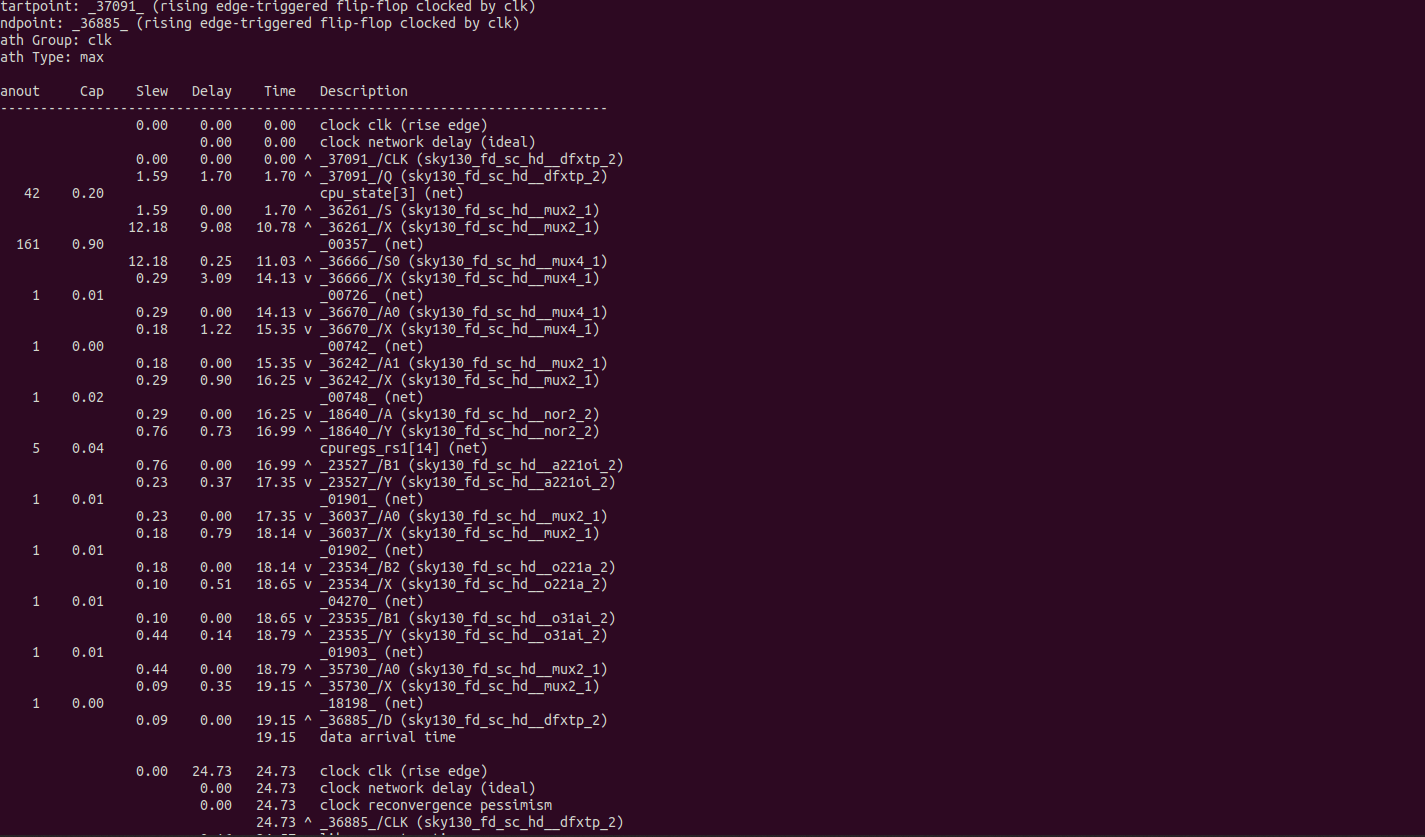 tartpoint: _37091_ (rising edge-triggered flip-flop clocked by clk)
ndpoint: _36885_ (rising edge-triggered flip-flop clocked by clk)
ath Group: clk
ath Type: max
anout     Cap    Slew   Delay    Time   Description
----------------------------------------------------------------------------
                 0.00    0.00    0.00   clock clk (rise edge)
                         0.00    0.00   clock network delay (ideal)
                 0.00    0.00    0.00 ^ _37091_/CLK (sky130_fd_sc_hd__dfxtp_2)
                 1.59    1.70    1.70 ^ _37091_/Q (sky130_fd_sc_hd__dfxtp_2)
   42    0.20                           cpu_state[3] (net)
                 1.59    0.00    1.70 ^ _36261_/S (sky130_fd_sc_hd__mux2_1)
                12.18    9.08   10.78 ^ _36261_/X (sky130_fd_sc_hd__mux2_1)
  161    0.90                           _00357_ (net)
                12.18    0.25   11.03 ^ _36666_/S0 (sky130_fd_sc_hd__mux4_1)
                 0.29    3.09   14.13 v _36666_/X (sky130_fd_sc_hd__mux4_1)
    1    0.01                           _00726_ (net)
                 0.29    0.00   14.13 v _36670_/A0 (sky130_fd_sc_hd__mux4_1)
                 0.18    1.22   15.35 v _36670_/X (sky130_fd_sc_hd__mux4_1)
    1    0.00                           _00742_ (net)
                 0.18    0.00   15.35 v _36242_/A1 (sky130_fd_sc_hd__mux2_1)
                 0.29    0.90   16.25 v _36242_/X (sky130_fd_sc_hd__mux2_1)
    1    0.02                           _00748_ (net)
                 0.29    0.00   16.25 v _18640_/A (sky130_fd_sc_hd__nor2_2)
                 0.76    0.73   16.99 ^ _18640_/Y (sky130_fd_sc_hd__nor2_2)
    5    0.04                           cpuregs_rs1[14] (net)
                 0.76    0.00   16.99 ^ _23527_/B1 (sky130_fd_sc_hd__a221oi_2)
                 0.23    0.37   17.35 v _23527_/Y (sky130_fd_sc_hd__a221oi_2)
    1    0.01                           _01901_ (net)
                 0.23    0.00   17.35 v _36037_/A0 (sky130_fd_sc_hd__mux2_1)
                 0.18    0.79   18.14 v _36037_/X (sky130_fd_sc_hd__mux2_1)
    1    0.01                           _01902_ (net)
                 0.18    0.00   18.14 v _23534_/B2 (sky130_fd_sc_hd__o221a_2)
                 0.10    0.51   18.65 v _23534_/X (sky130_fd_sc_hd__o221a_2)
    1    0.01                           _04270_ (net)
                 0.10    0.00   18.65 v _23535_/B1 (sky130_fd_sc_hd__o31ai_2)
                 0.44    0.14   18.79 ^ _23535_/Y (sky130_fd_sc_hd__o31ai_2)
    1    0.01                           _01903_ (net)
                 0.44    0.00   18.79 ^ _35730_/A0 (sky130_fd_sc_hd__mux2_1)
                 0.09    0.35   19.15 ^ _35730_/X (sky130_fd_sc_hd__mux2_1)
    1    0.00                           _18198_ (net)
                 0.09    0.00   19.15 ^ _36885_/D (sky130_fd_sc_hd__dfxtp_2)
                                19.15   data arrival time
                 0.00   24.73   24.73   clock clk (rise edge)
                         0.00   24.73   clock network delay (ideal)
                         0.00   24.73   clock reconvergence pessimism
                                24.73 ^ _36885_/CLK (sky130_fd_sc_hd__dfxtp_2)